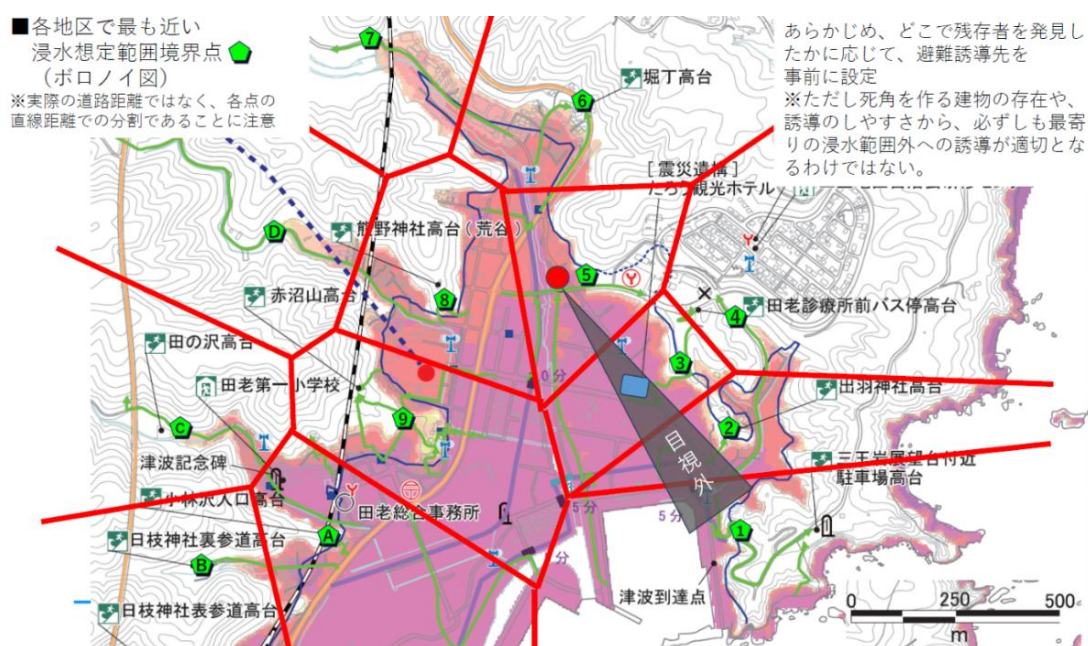 ■各地区で最も近い
浸水想定範囲境界点
（ボロノイ図）
※実際の道路距離ではなく、各点の
直線距離での分割であることに注意
あらかじめ、どこで残存者を発見し
たかに応じて、避難誘導先を
事前に設定
※ただし死角を作る建物の存在や、
誘導のしやすさから、必ずしも最寄
りの浸水範囲外への誘導が適切とな
るわけではない。
7
6
堀丁高台
[震災遺構]
たろう観光ホテル
D
熊野神社高台(荒谷)
5
赤沼山高台
8
4
田老診療所前バス停高台
田の沢高台
3
田老第一小学校
0分
出羽神社高台
C
9
2
目視外
津波記念碑
三王岩展望台付近
駐車場高台
小林沢入口高台
田老総合事務所
5分
5分
A
1
日枝神社裏参道高台
B
0分
津波到達点
日枝神社表参道高台
0 250 500
m